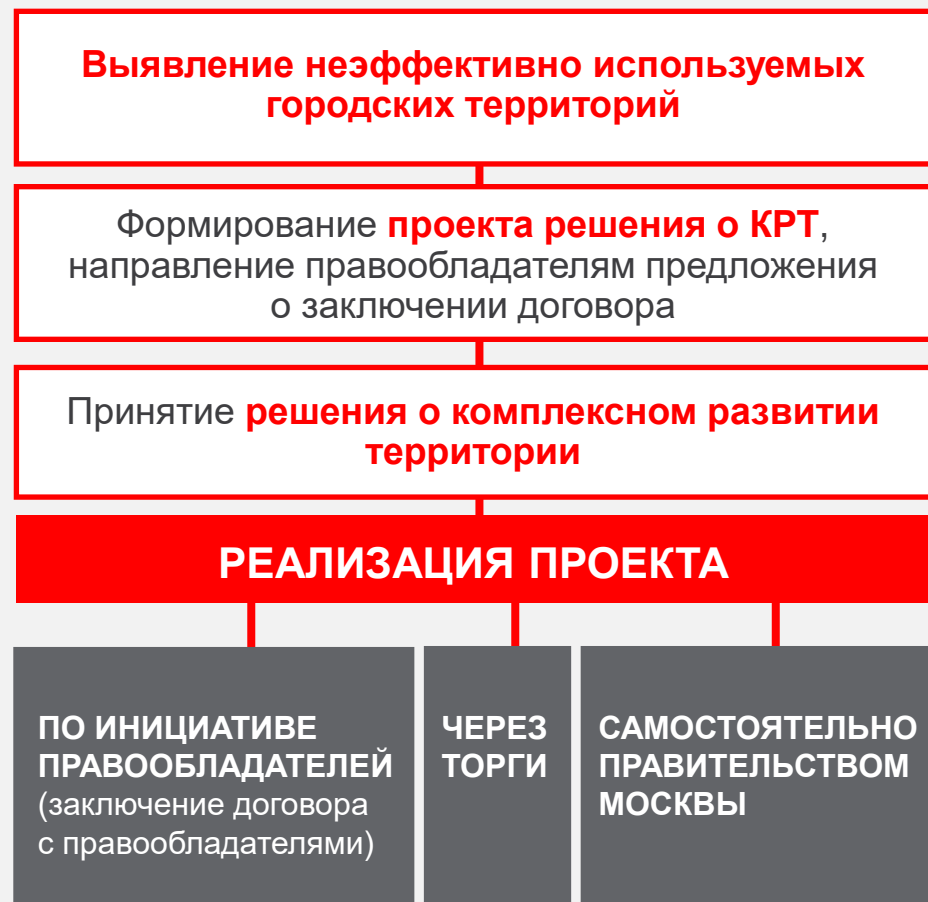 Выявление неэффективно используемых
городских территорий
Формирование проекта решения о КРТ,
направление правообладателям предложения
о заключении договора
Принятие решения о комплексном развитии
территории
РЕАЛИЗАЦИЯ ПРОЕКТА
ПО ИНИЦИАТИВЕ
ПРАВООБЛАДАТЕЛЕЙ
(заключение договора
с правообладателями)
ЧЕРЕЗ
ТОРГИ
САМОСТОЯТЕЛЬНО
ПРАВИТЕЛЬСТВОМ
МОСКВЫ